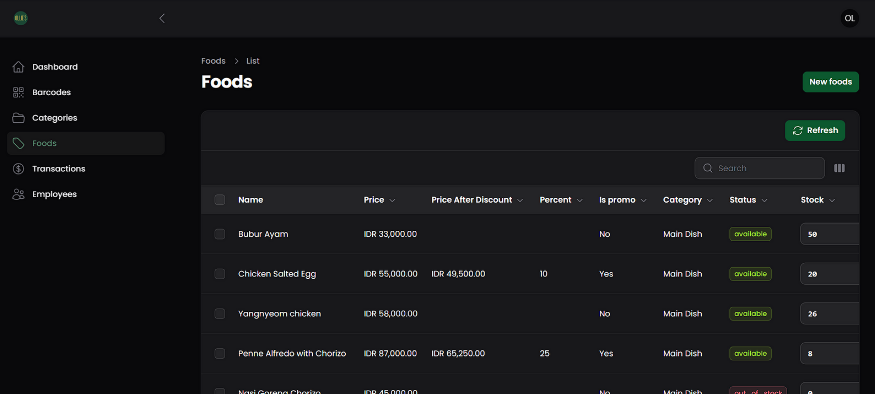 OL
Dashboard
Barcodes
Categories
Foods
Transactions
Employees
Foods > List
Foods
New foods
Refresh
Search
Name Price Price After Discount Percent Is promo Category Status Stock
Bubur Ayam IDR 33,000.00 No Main Dish available 50
Chicken Salted Egg IDR 55,000.00 IDR 49,500.00 10 Yes Main Dish available 20
Yangnyeom chicken IDR 58,000.00 No Main Dish available 26
Penne Alfredo with Chorizo IDR 87,000.00 IDR 65,250.00 25 Yes Main Dish available 8
Nasi Goreng Chorizo IDR 45,000.00 No Main Dish out_of_stock 0